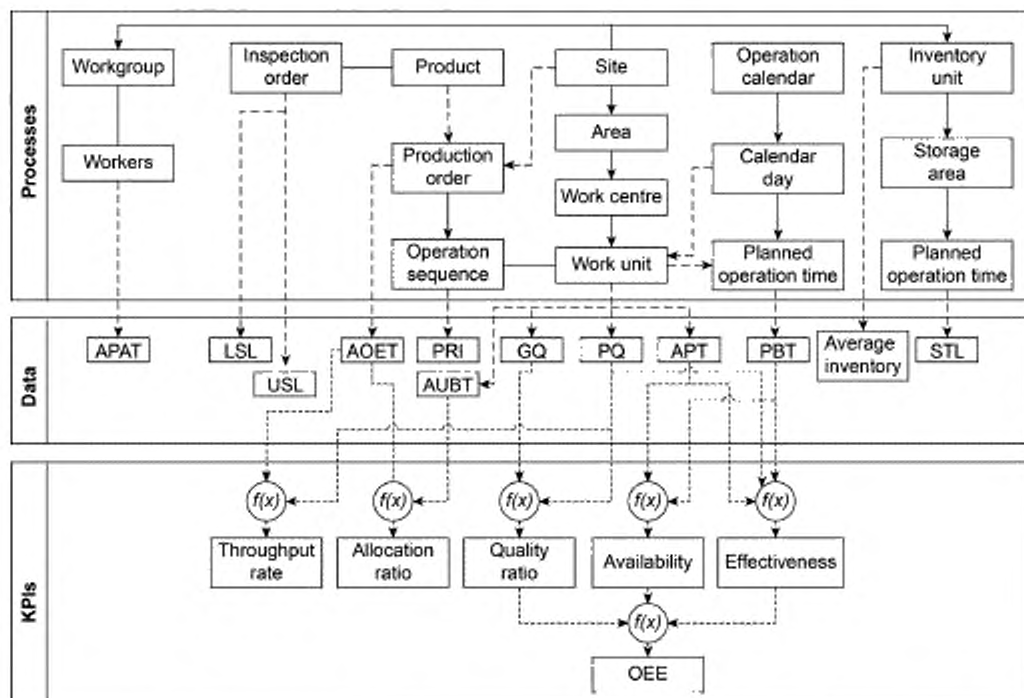 Processes
Workgroup
Inspection
order
Product
Site
Operation
calendar
Inventory
unit
Area
Workers
Production
order
Calendar
day
Storage
area
Work centre
Operation
sequence
Work unit
Planned
operation time
Planned
operation time
Data
APAT
LSL
AOET
PRI
GQ
PQ
APT
PBT
Average
inventory
STL
USL
AUBT
KPIs
f(x)
f(x)
f(x)
f(x)
f(x)
Throughput
rate
Allocation
ratio
Quality
ratio
Availability
Effectiveness
f(x)
OEE